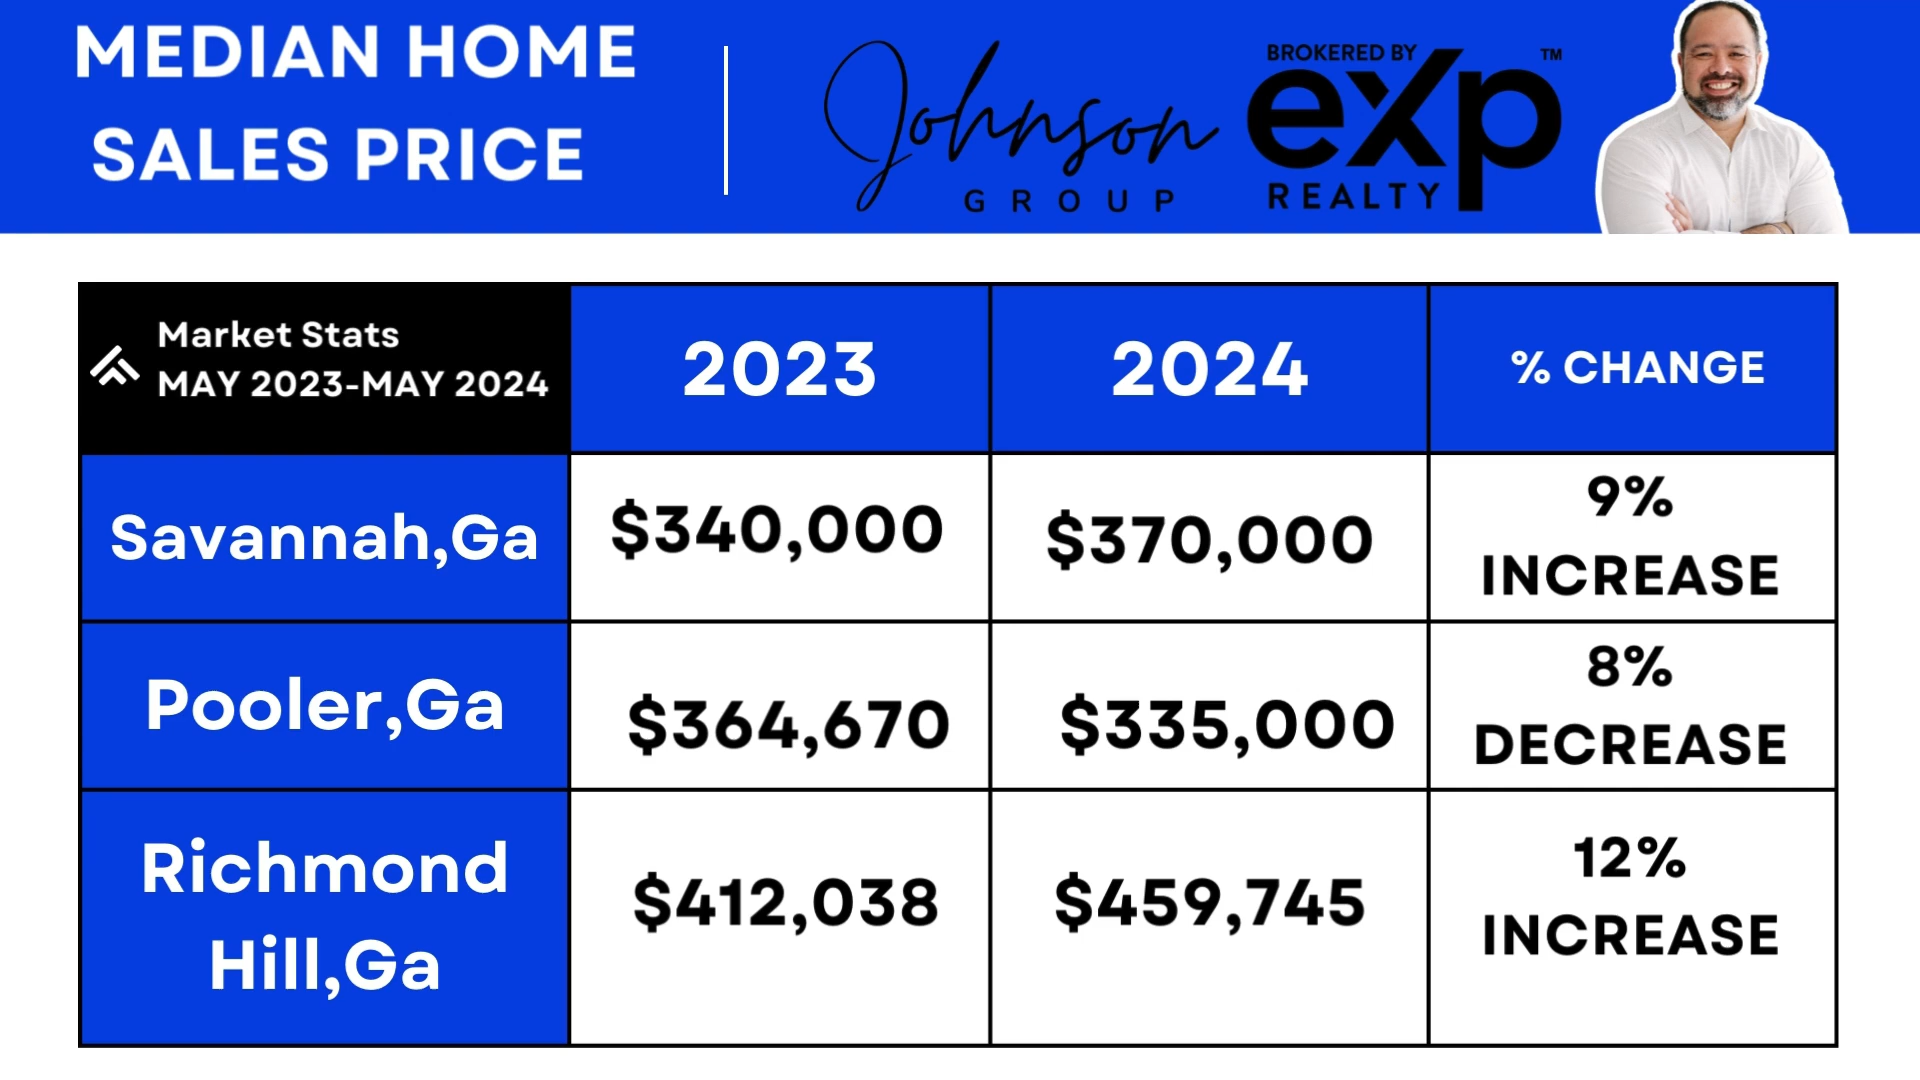 MEDIAN HOME
SALES PRICE
Johnson
GROUP
BROKERED BY
eXp™
REALTY
Market Stats
MAY 2023-MAY 2024
2023
2024
% CHANGE
Savannah,Ga
$340,000
$370,000
9%
INCREASE
Pooler,Ga
$364,670
$335,000
8%
DECREASE
Richmond
Hill,Ga
$412,038
$459,745
12%
INCREASE